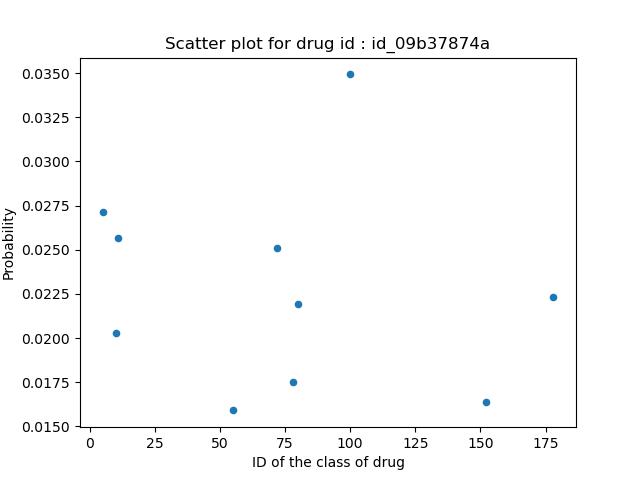 Scatter plot for drug id : id_09b37874a
0.0350
0.0325
0.0300
0.0275
0.0250
0.0225
0.0200
0.0175
0.0150
Probability
0 25 50 75 100 125 150 175
ID of the class of drug